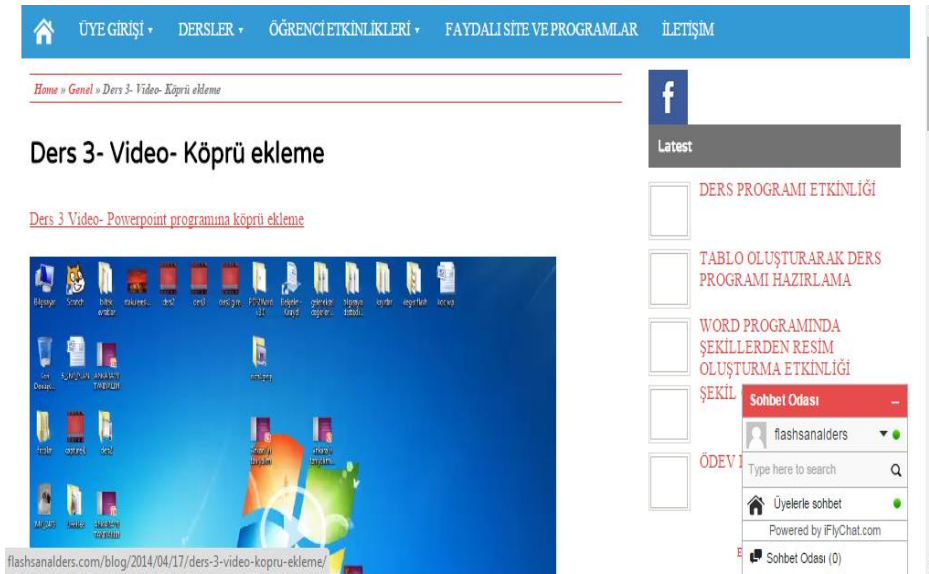 ÜYE GİRİŞİ
DERSLER
ÖĞRENCİ ETKİNLİKLERİ
FAYDALI SİTE VE PROGRAMLAR
İLETİŞİM
Home » Genel » Ders 3- Video- Köprü ekleme
Ders 3- Video- Köprü ekleme
Ders 3 Video- Powerpoint programına köprü ekleme
Bilgisayar
Scratch
des2
des3
f
Latest
DERS PROGRAMI ETKİNLİĞİ
TABLO OLUŞTURARAK DERS
PROGRAMI HAZIRLAMA
WORD PROGRAMINDA
ŞEKİLLERDEN RESİM
OLUŞTURMA ETKİNLİĞİ
ŞEKİL
ÖDEV
Sohbet Odası
flashsanalders
Type here to search
Üyelerle sohbet
Powered by iFlyChat.com
Sohbet Odası (0)
flashsanalders.com/blog/2014/04/17/ders-3-video-kopru-ekleme/